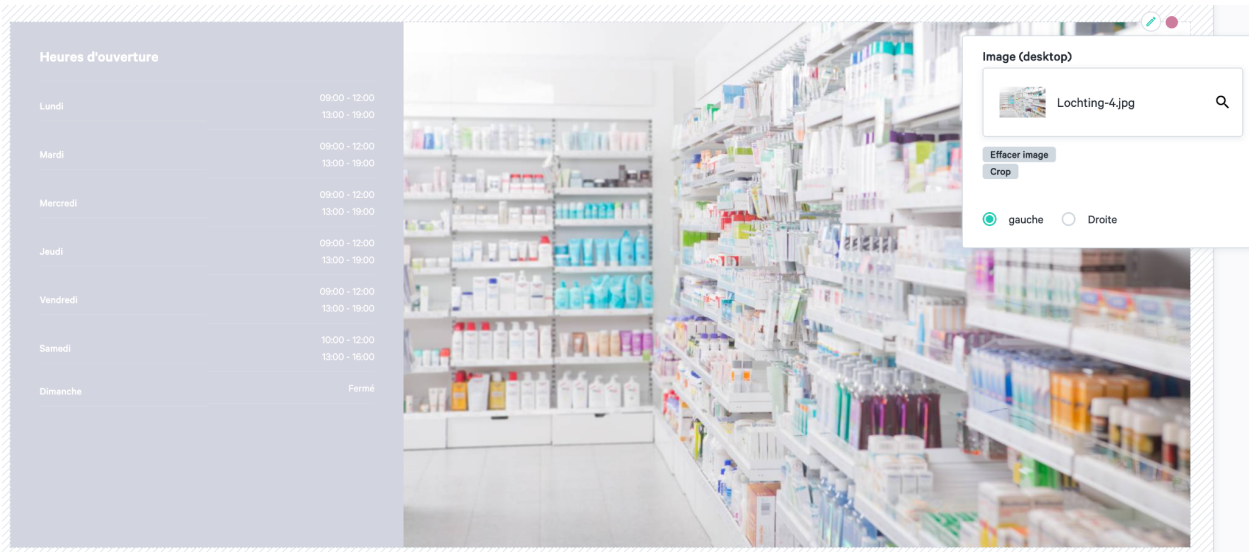 Heures d'ouverture
Lundi
09:00 - 12:00
13:00 - 19:00
Mardi
09:00 - 12:00
13:00 - 19:00
Mercredi
09:00 - 12:00
13:00 - 19:00
Jeudi
09:00 - 12:00
13:00 - 19:00
Vendredi
09:00 - 12:00
13:00 - 19:00
Samedi
10:00 - 12:00
13:00 - 16:00
Dimanche
Fermé
Image (desktop)
Lochting-4.jpg
Effacer image
Crop
gauche
Droite